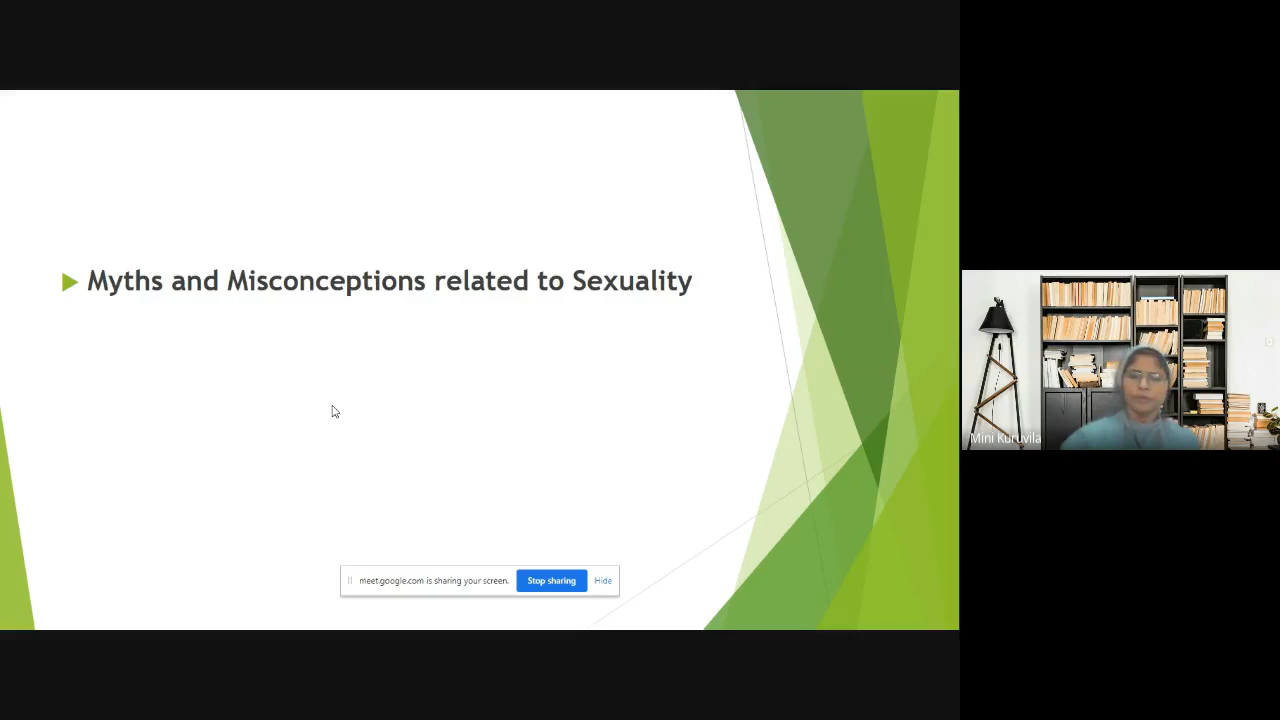 Myths and Misconceptions related to Sexuality
Mini Kuruvila
meet.google.com is sharing your screen. Stop sharing Hide